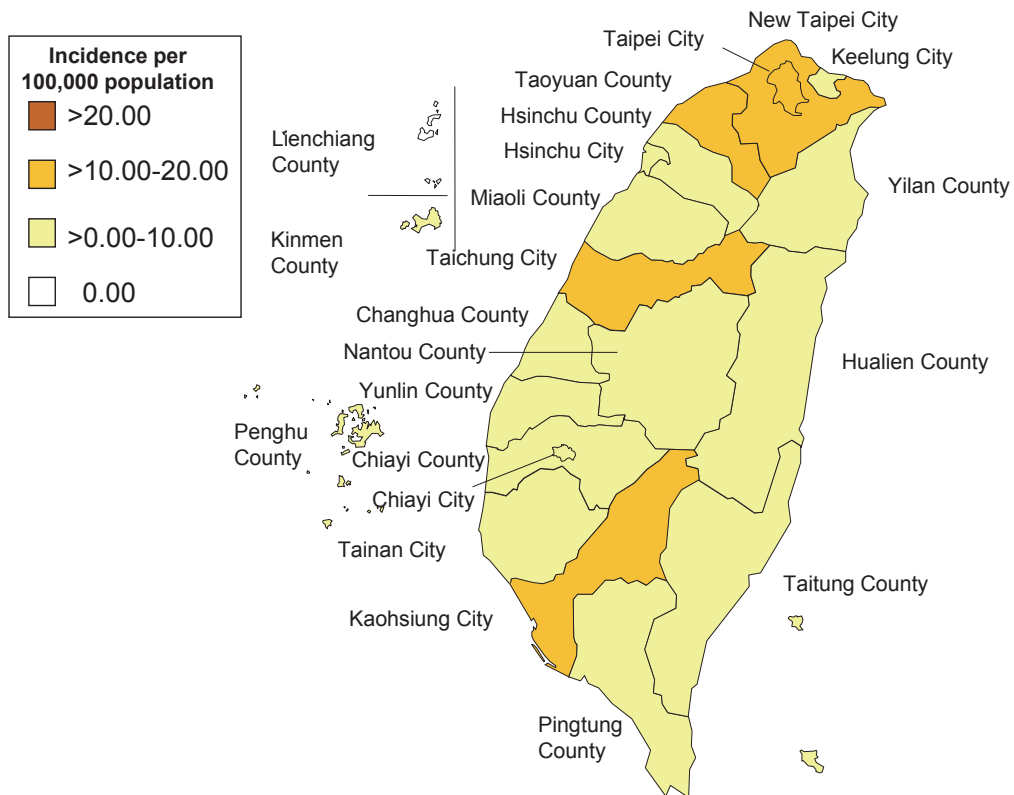 Incidence per
100,000 population
>20.00
>10.00-20.00
>0.00-10.00
0.00
New Taipei City
Taipei City
Keelung City
Taoyuan County
Hsinchu County
Lienchiang
County
Hsinchu City
Yilan County
Miaoli County
Kinmen
County
Taichung City
Changhua County
Nantou County
Hualien County
Yunlin County
Penghu
County
Chiayi County
Chiayi City
Tainan City
Taitung County
Kaohsiung City
Pingtung
County